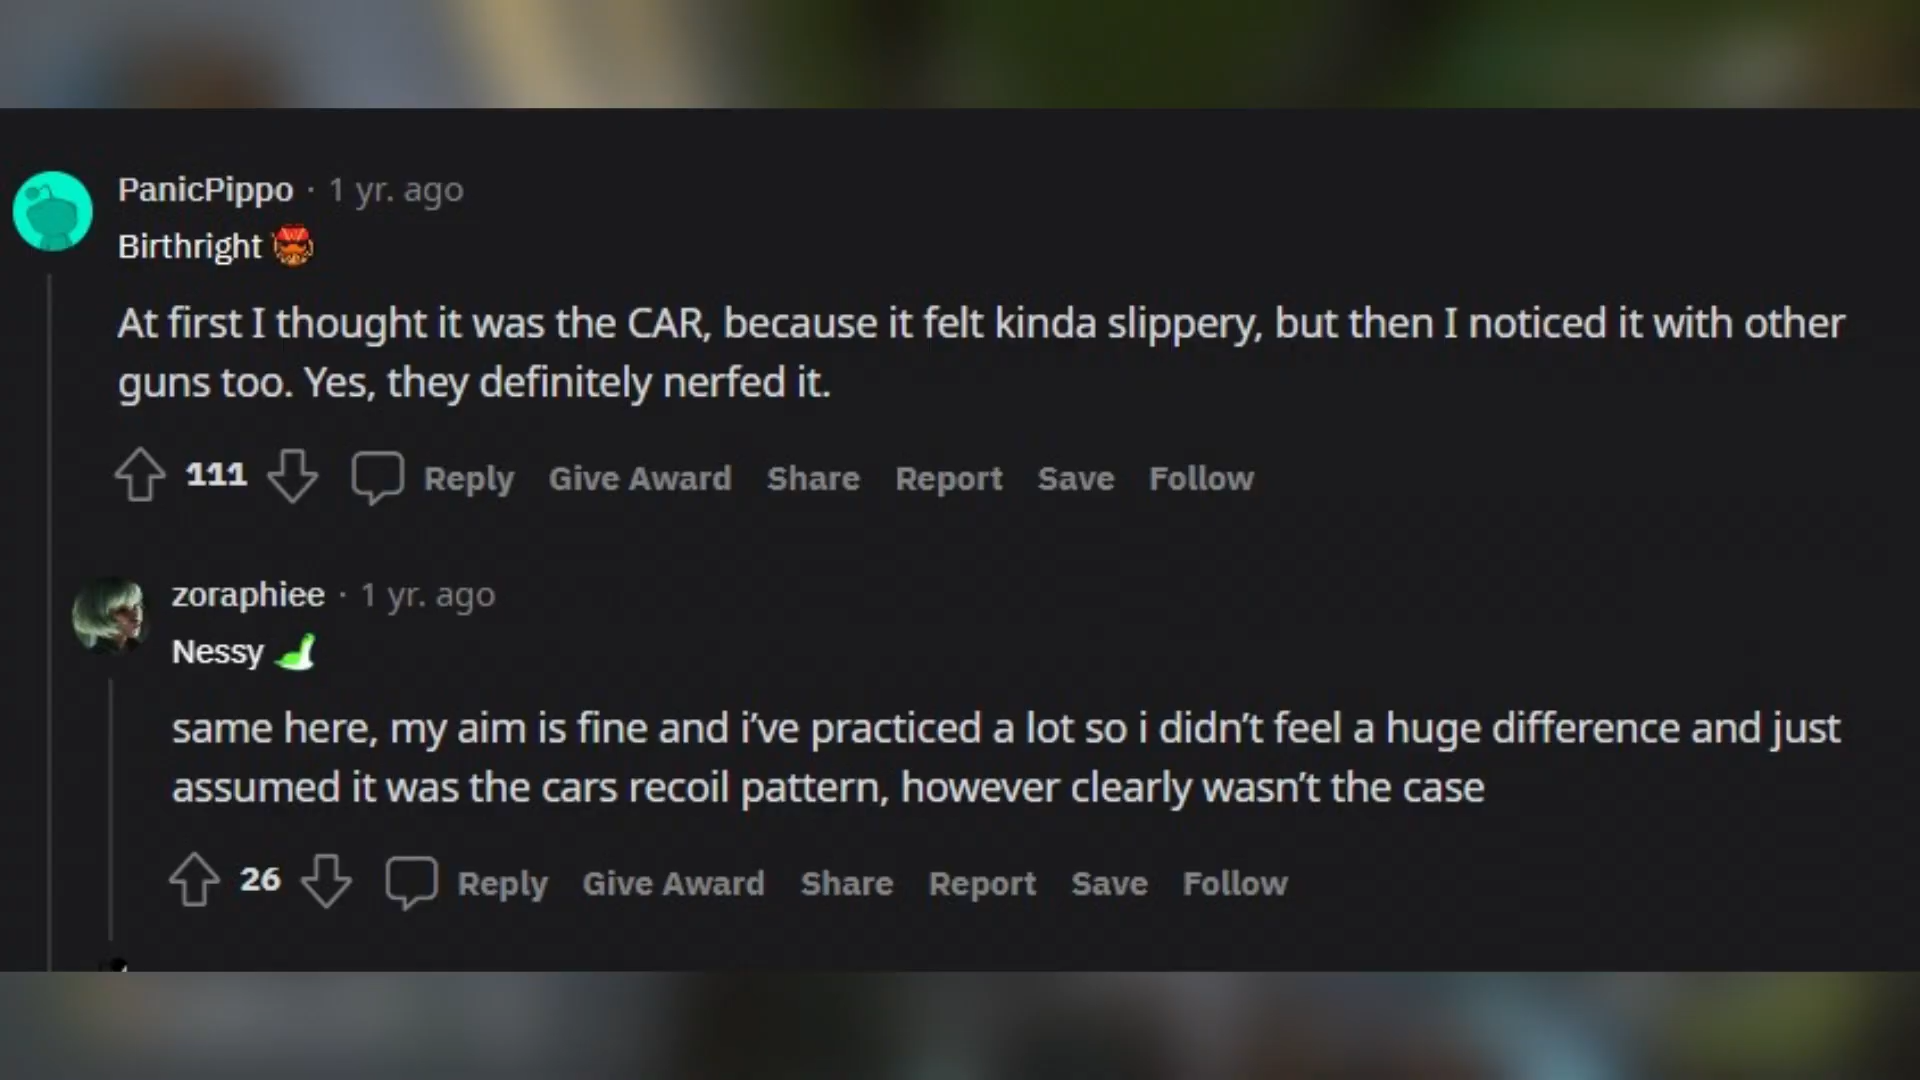 PanicPippo · 1 yr. ago
Birthright
At first I thought it was the CAR, because it felt kinda slippery, but then I noticed it with other
guns too. Yes, they definitely nerfed it.
111 Reply Give Award Share Report Save Follow
zoraphiee · 1 yr. ago
Nessy
same here, my aim is fine and i’ve practiced a lot so i didn’t feel a huge difference and just
assumed it was the cars recoil pattern, however clearly wasn’t the case
26 Reply Give Award Share Report Save Follow